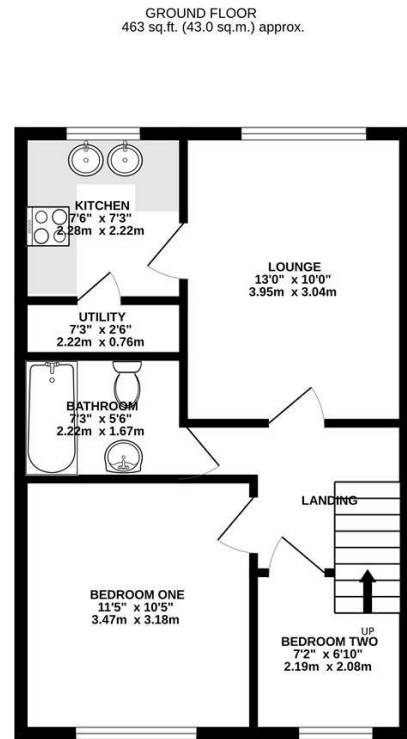 GROUND FLOOR
463 sq.ft. (43.0 sq.m.) approx.
KITCHEN
7'6" x 7'3"
2.28m x 2.22m
LOUNGE
13'0" x 10'0"
3.95m x 3.04m
UTILITY
7'3" x 2'6"
2.22m x 0.76m
BATHROOM
7'3" x 5'6"
2.22m x 1.67m
LANDING
BEDROOM ONE
11'5" x 10'5"
3.47m x 3.18m
UP
BEDROOM TWO
7'2" x 6'10"
2.19m x 2.08m